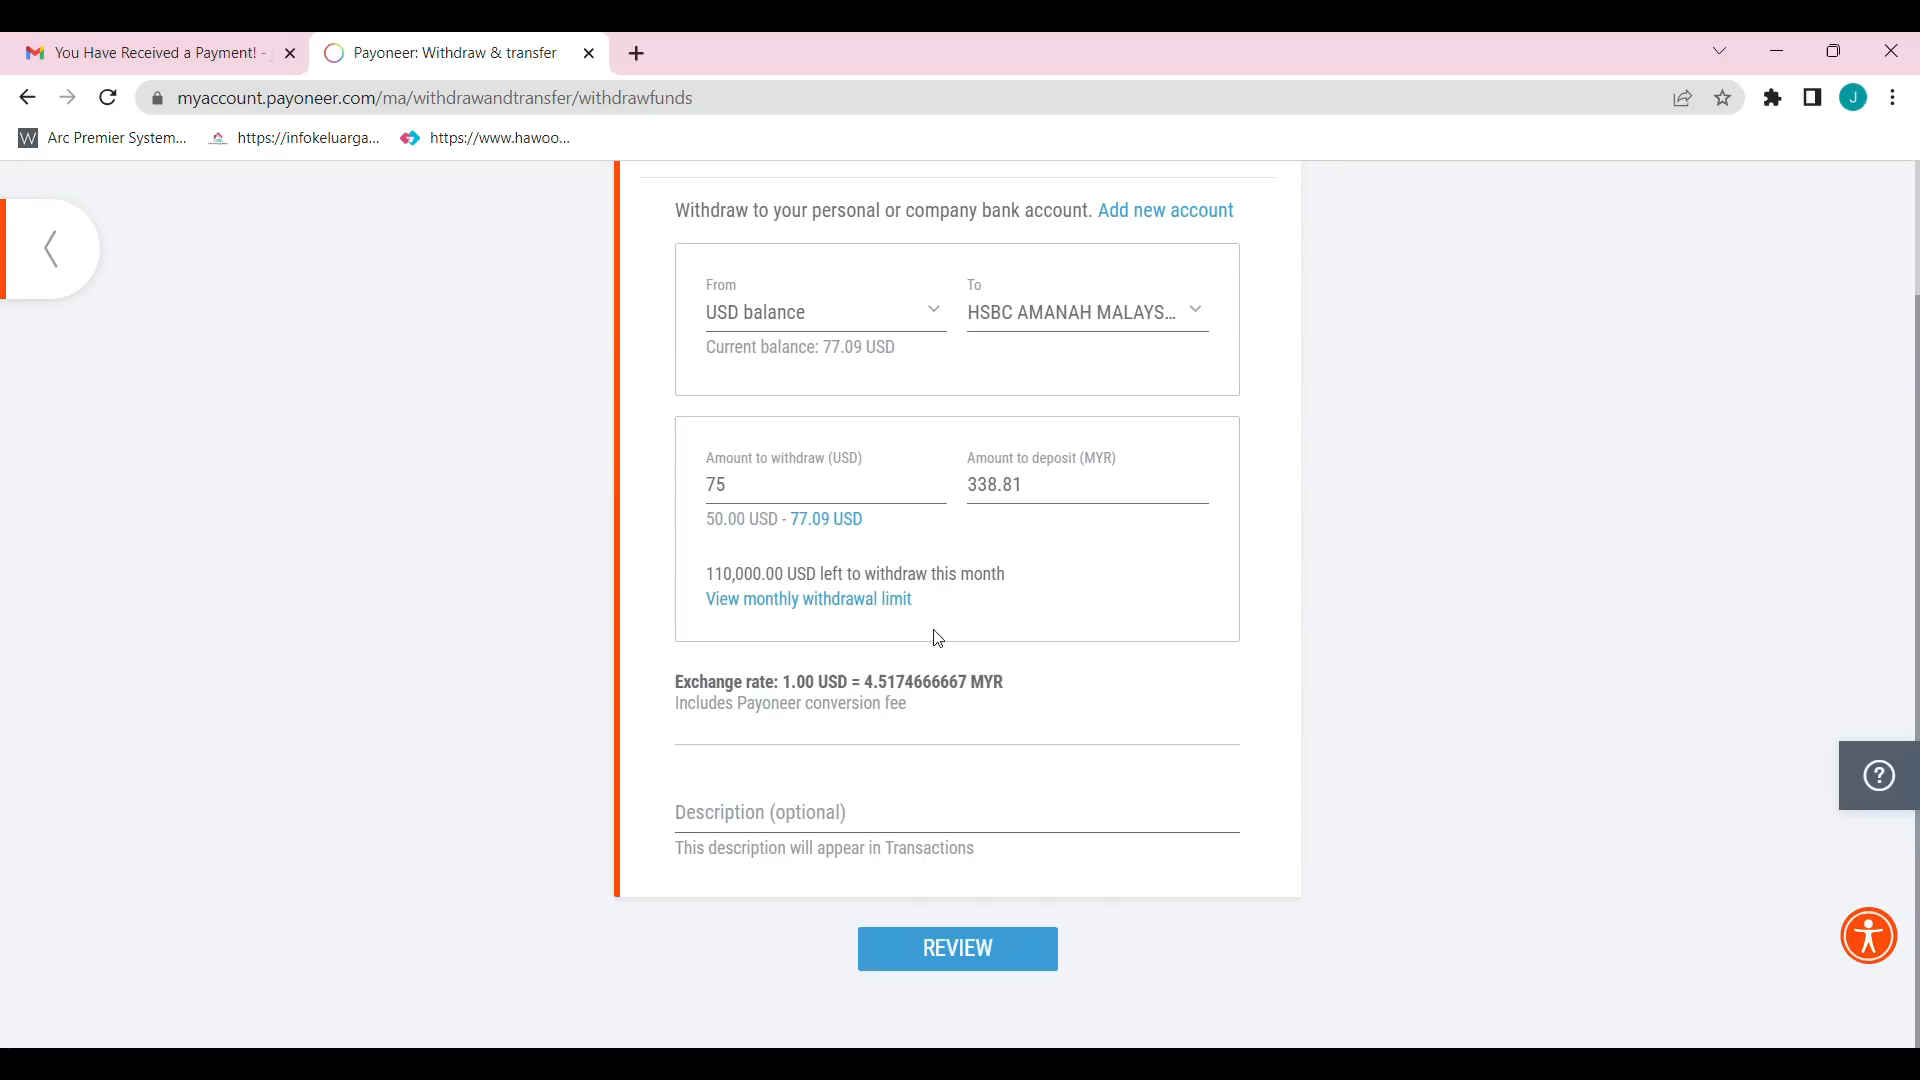 You Have Received a Payment! -
Payoneer: Withdraw & transfer
myaccount.payoneer.com/ma/withdrawandtransfer/withdrawfunds
J
W Arc Premier System...
https://infokeluarga...
https://www.hawoo...
Withdraw to your personal or company bank account. Add new account
From
To
USD balance
HSBC AMANAH MALAYS...
Current balance: 77.09 USD
Amount to withdraw (USD)
Amount to deposit (MYR)
75
338.81
50.00 USD - 77.09 USD
110,000.00 USD left to withdraw this month
View monthly withdrawal limit
Exchange rate: 1.00 USD = 4.5174666667 MYR
Includes Payoneer conversion fee
Description (optional)
This description will appear in Transactions
REVIEW